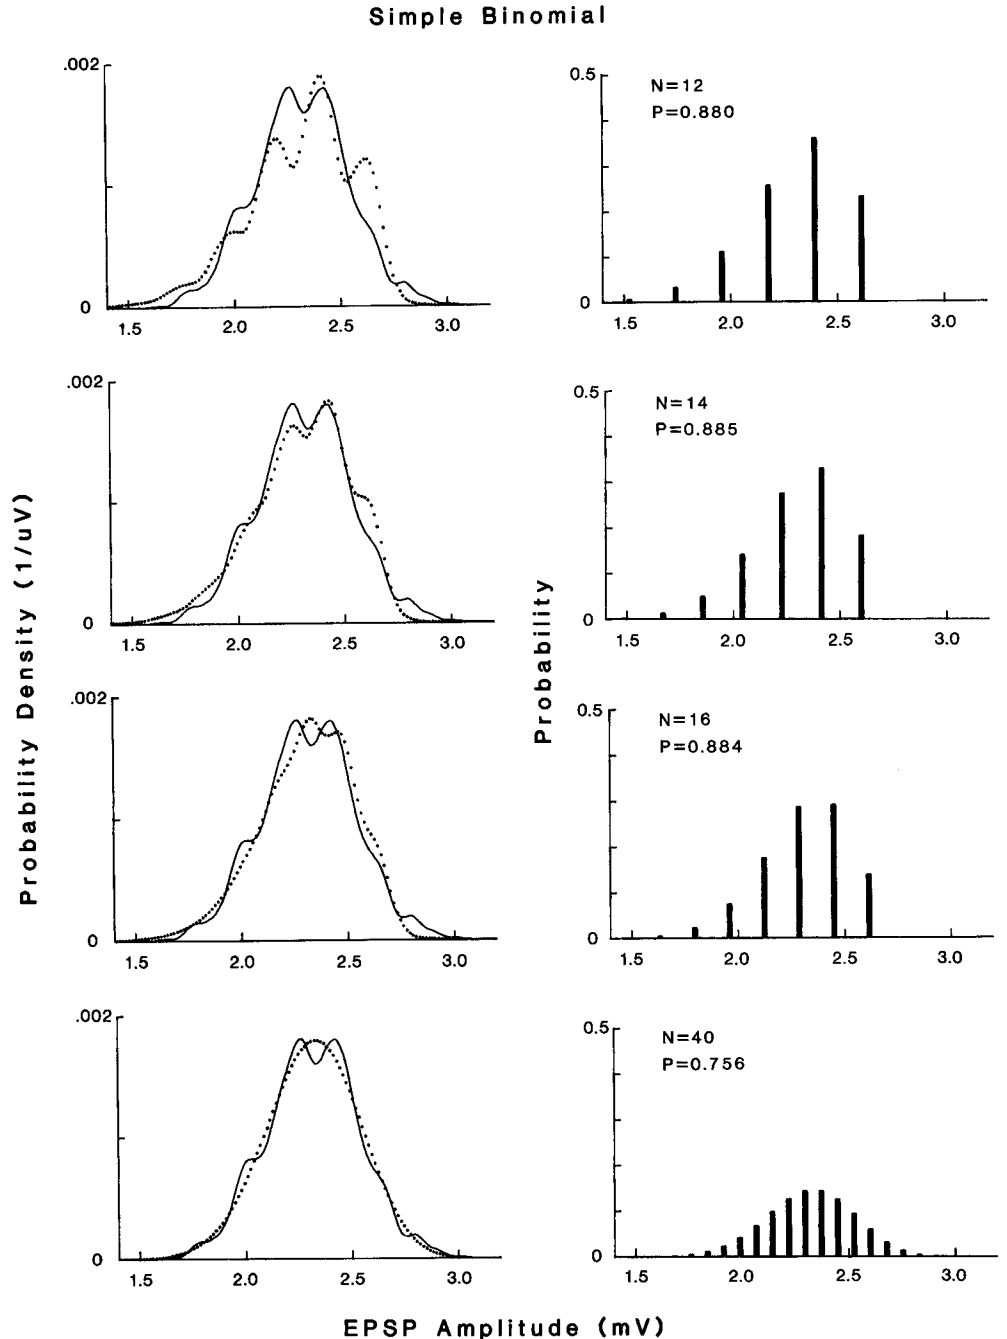 Simple Binomial
.002
0
1.5 2.0 2.5 3.0
0.5
N=12
P=0.880
0
1.5 2.0 2.5 3.0
.002
0
1.5 2.0 2.5 3.0
0.5
N=14
P=0.885
0
1.5 2.0 2.5 3.0
.002
0
1.5 2.0 2.5 3.0
0.5
N=16
P=0.884
0
1.5 2.0 2.5 3.0
.002
0
1.5 2.0 2.5 3.0
0.5
N=40
P=0.756
0
1.5 2.0 2.5 3.0
Probability Density (1/uV)
Probability
EPSP Amplitude (mV)